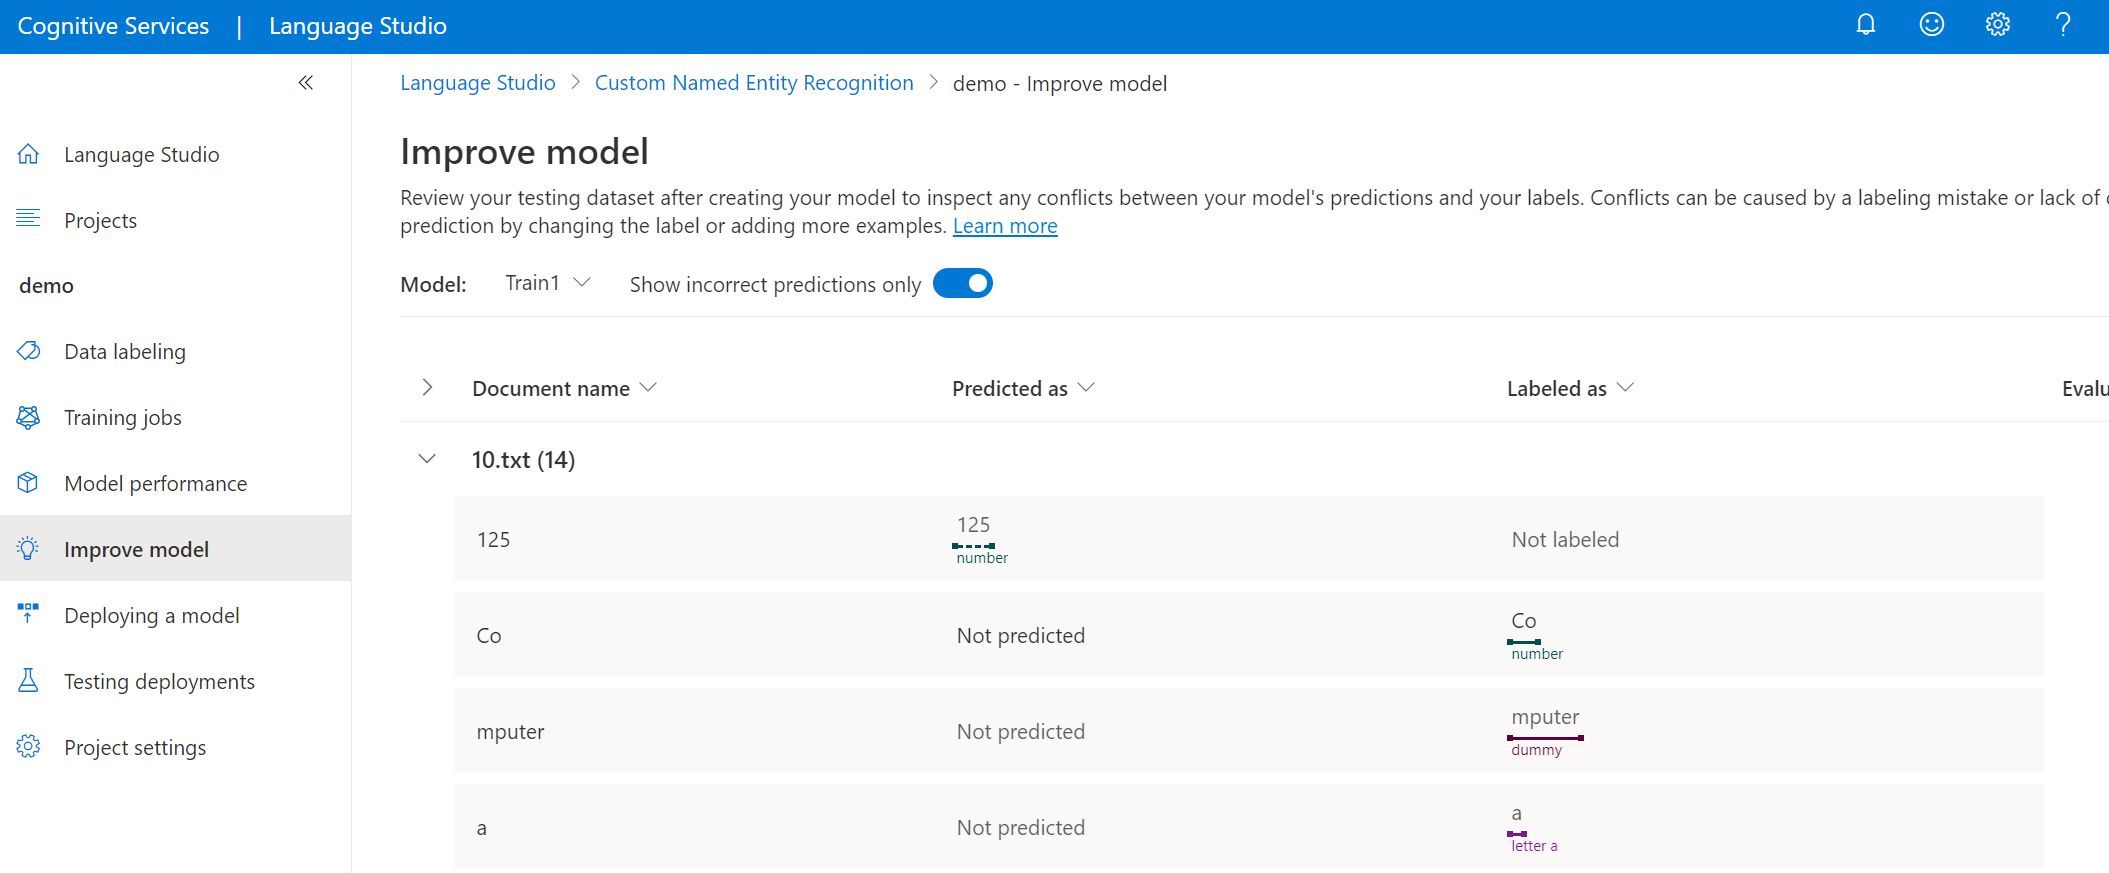 Cognitive Services | Language Studio
Language Studio > Custom Named Entity Recognition > demo - Improve model
Language Studio
Projects
demo
Data labeling
Training jobs
Model performance
Improve model
Deploying a model
Testing deployments
Project settings
Improve model
Review your testing dataset after creating your model to inspect any conflicts between your model's predictions and your labels. Conflicts can be caused by a labeling mistake or lack of
prediction by changing the label or adding more examples. Learn more
Model: Train1 Show incorrect predictions only
Document name Predicted as Labeled as
10.txt (14)
125 125 Not labeled
number
Co Not predicted Co
number
mputer Not predicted mputer
dummy
a Not predicted a
letter a